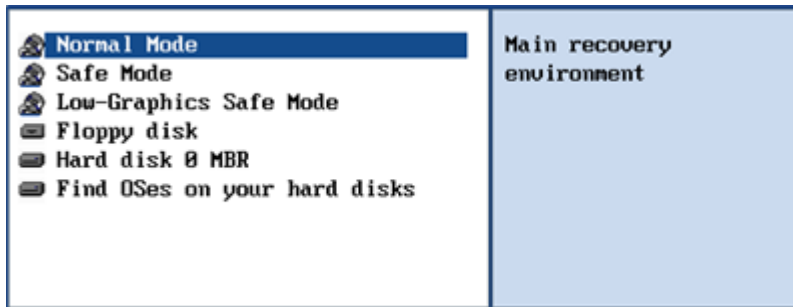 Normal Mode
Safe Mode
Low-Graphics Safe Mode
Floppy disk
Hard disk 0 MBR
Find OSes on your hard disks
Main recovery
environment